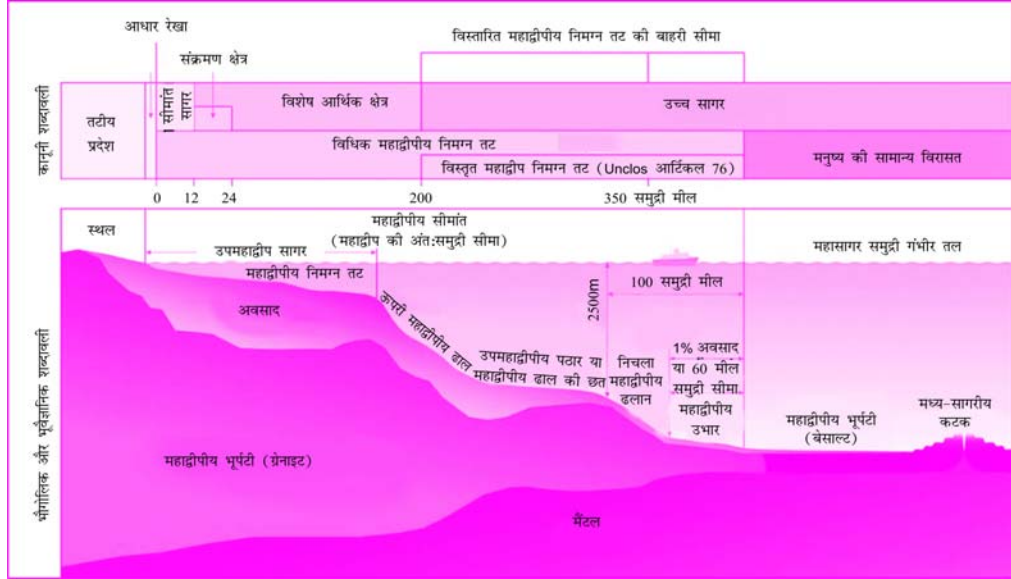 आधार रेखा
संक्रमण क्षेत्र
विस्तारित महाद्वीपीय निमग्न तट की बाहरी सीमा
कानूनी शब्दावली
तटीय
प्रदेश
सीमांत
सागर
विशेष आर्थिक क्षेत्र
उच्च सागर
विधिक महाद्वीपीय निमग्न तट
विस्तृत महाद्वीप निमग्न तट (Unclos आर्टिकल 76)
मनुष्य की सामान्य विरासत
0 12 24 200 350 समुद्री मील
भौगोलिक और भूवैज्ञानिक शब्दावली
स्थल
महाद्वीपीय सीमांत
(महाद्वीप की अंत:समुद्री सीमा)
उपमहाद्वीप सागर
महासागर समुद्री गंभीर तल
महाद्वीपीय निमग्न तट
अवसाद
ऊपरी महाद्वीपीय ढाल
2500m
100 समुद्री मील
उपमहाद्वीपीय पठार या
महाद्वीपीय ढाल की छत
निचला
महाद्वीपीय
ढलान
1% अवसाद
या 60 मील
समुद्री सीमा
महाद्वीपीय
उभार
महाद्वीपीय भूर्पटी
(बेसाल्ट)
मध्य-सागरीय
कटक
महाद्वीपीय भूर्पटी (ग्रेनाइट)
मैंटल